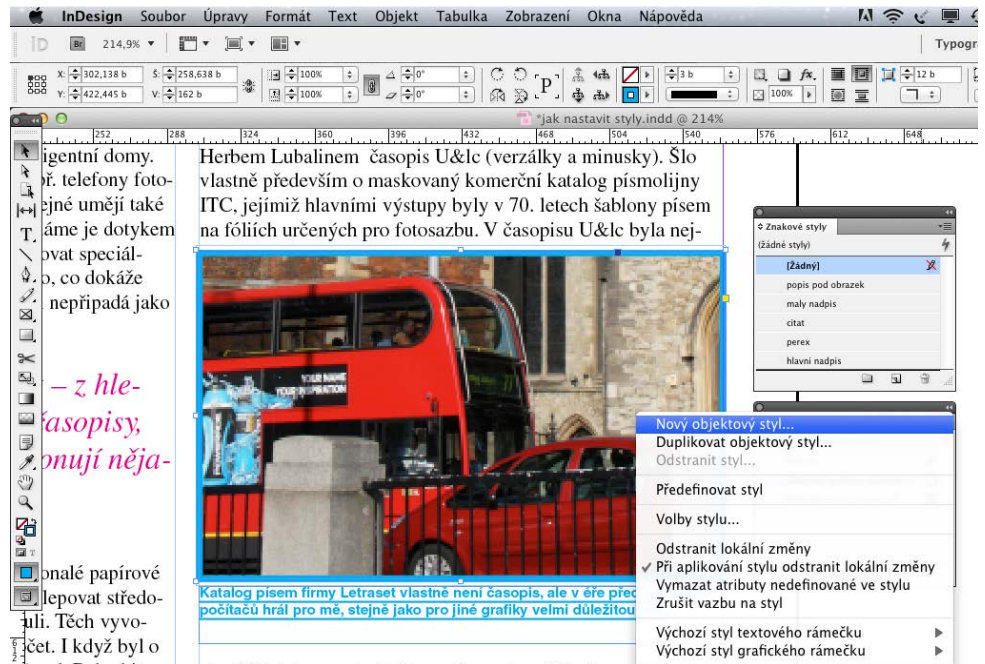 InDesign Soubor Úpravy Formát Text Objekt Tabulka Zobrazení Okna Nápověda
Br 214,9%
Typogr
X: 302,138 b Š: 258,638 b 100% 0° 3 b 12 b
Y: 422,445 b V: 162 b 100% 0° 100%
*jak nastavit styly.indd @ 214%
252 288 324 360 396 432 468 504 540 576 612 648
igentní domy.
př. telefony foto-
ejné umějí také
áme je dotykem
ovat speciál-
o, co dokáže
nepřipadá jako
– z hle-
časopisy,
onují něja-
onalé papírové
lepovat středo-
uli. Těch vyvo-
čet. I když byl o
Herbem Lubalinem časopis U&lc (verzálky a minusky). Šlo
vlastně především o maskovaný komerční katalog písmolijny
ITC, jejímiž hlavními výstupy byly v 70. letech šablony písem
na fóliích určených pro fotosazbu. V časopisu U&lc byla nej-
YOUR NAME
YOUR INSPIRATION
Katalog písem firmy Letraset vlastně není časopis, ale v éře před
počítačů hrál pro mě, stejně jako pro jiné grafiky velmi důležitou
Znakové styly
(žádné styly)
[Žádný]
popis pod obrazek
maly nadpis
citat
perex
hlavni nadpis
Nový objektový styl...
Duplikovat objektový styl...
Odstranit styl...
Předefinovat styl
Volby stylu...
Odstranit lokální změny
✓ Při aplikování stylu odstranit lokální změny
Vymazat atributy nedefinované ve stylu
Zrušit vazbu na styl
Výchozí styl textového rámečku
Výchozí styl grafického rámečku